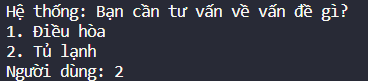 Hệ thống: Bạn cần tư vấn về vấn đề gì?
1. Điều hòa
2. Tủ lạnh
Người dùng: 2